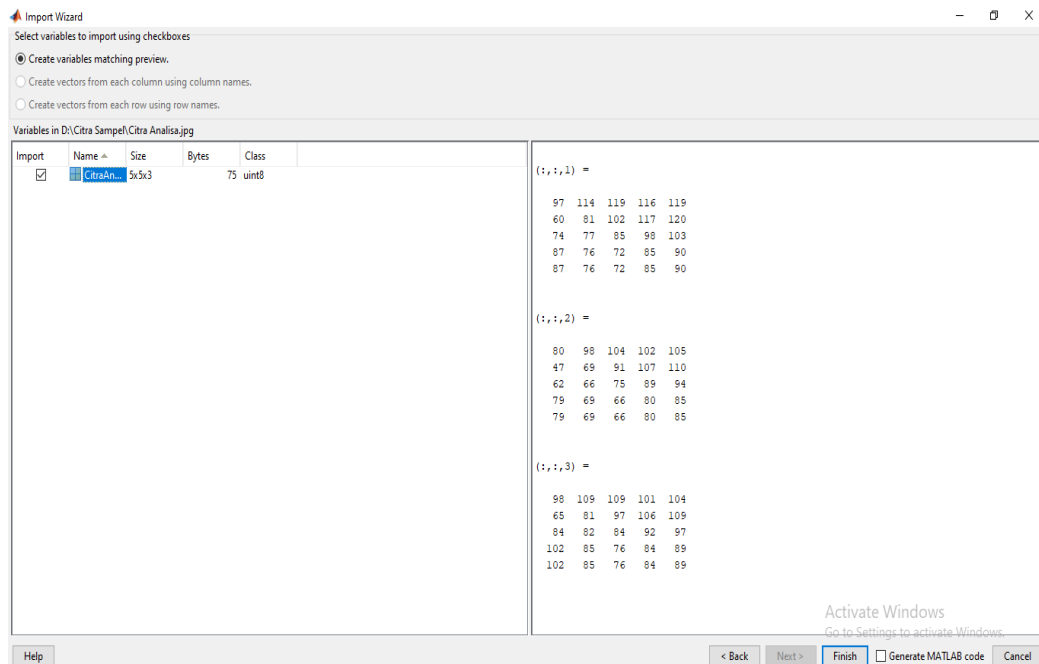 Import Wizard
Select variables to import using checkboxes
Create variables matching preview.
Create vectors from each column using column names.
Create vectors from each row using row names.
Variables in D:\Citra Sampel\Citra Analisa.jpg
Import Name Size Bytes Class
CitraAn... 5x5x3 75 uint8
(:,:,1) =
97 114 119 116 119
60 81 102 117 120
74 77 85 98 103
87 76 72 85 90
87 76 72 85 90
(:,:,2) =
80 98 104 102 105
47 69 91 107 110
62 66 75 89 94
79 69 66 80 85
79 69 66 80 85
(:,:,3) =
98 109 109 101 104
65 81 97 106 109
84 82 84 92 97
102 85 76 84 89
102 85 76 84 89
Activate Windows
Go to Settings to activate Windows.
Help < Back Next > Finish Generate MATLAB code Cancel